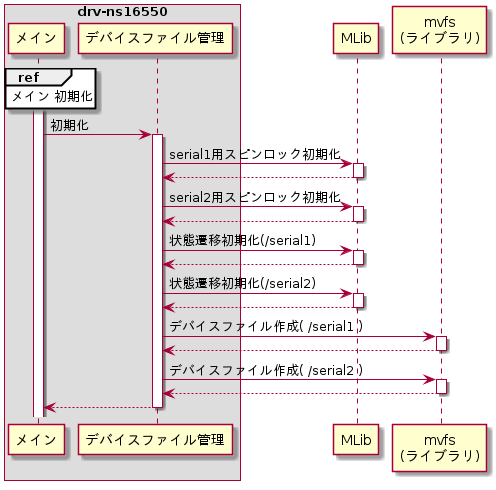 drv-ns16550
メイン
デバイスファイル管理
MLib
mvfs
(ライブラリ)
ref
メイン 初期化
初期化
serial1用スピンロック初期化
serial2用スピンロック初期化
状態遷移初期化(/serial1)
状態遷移初期化(/serial2)
デバイスファイル作成( /serial1 )
デバイスファイル作成( /serial2 )
メイン
デバイスファイル管理
MLib
mvfs
(ライブラリ)